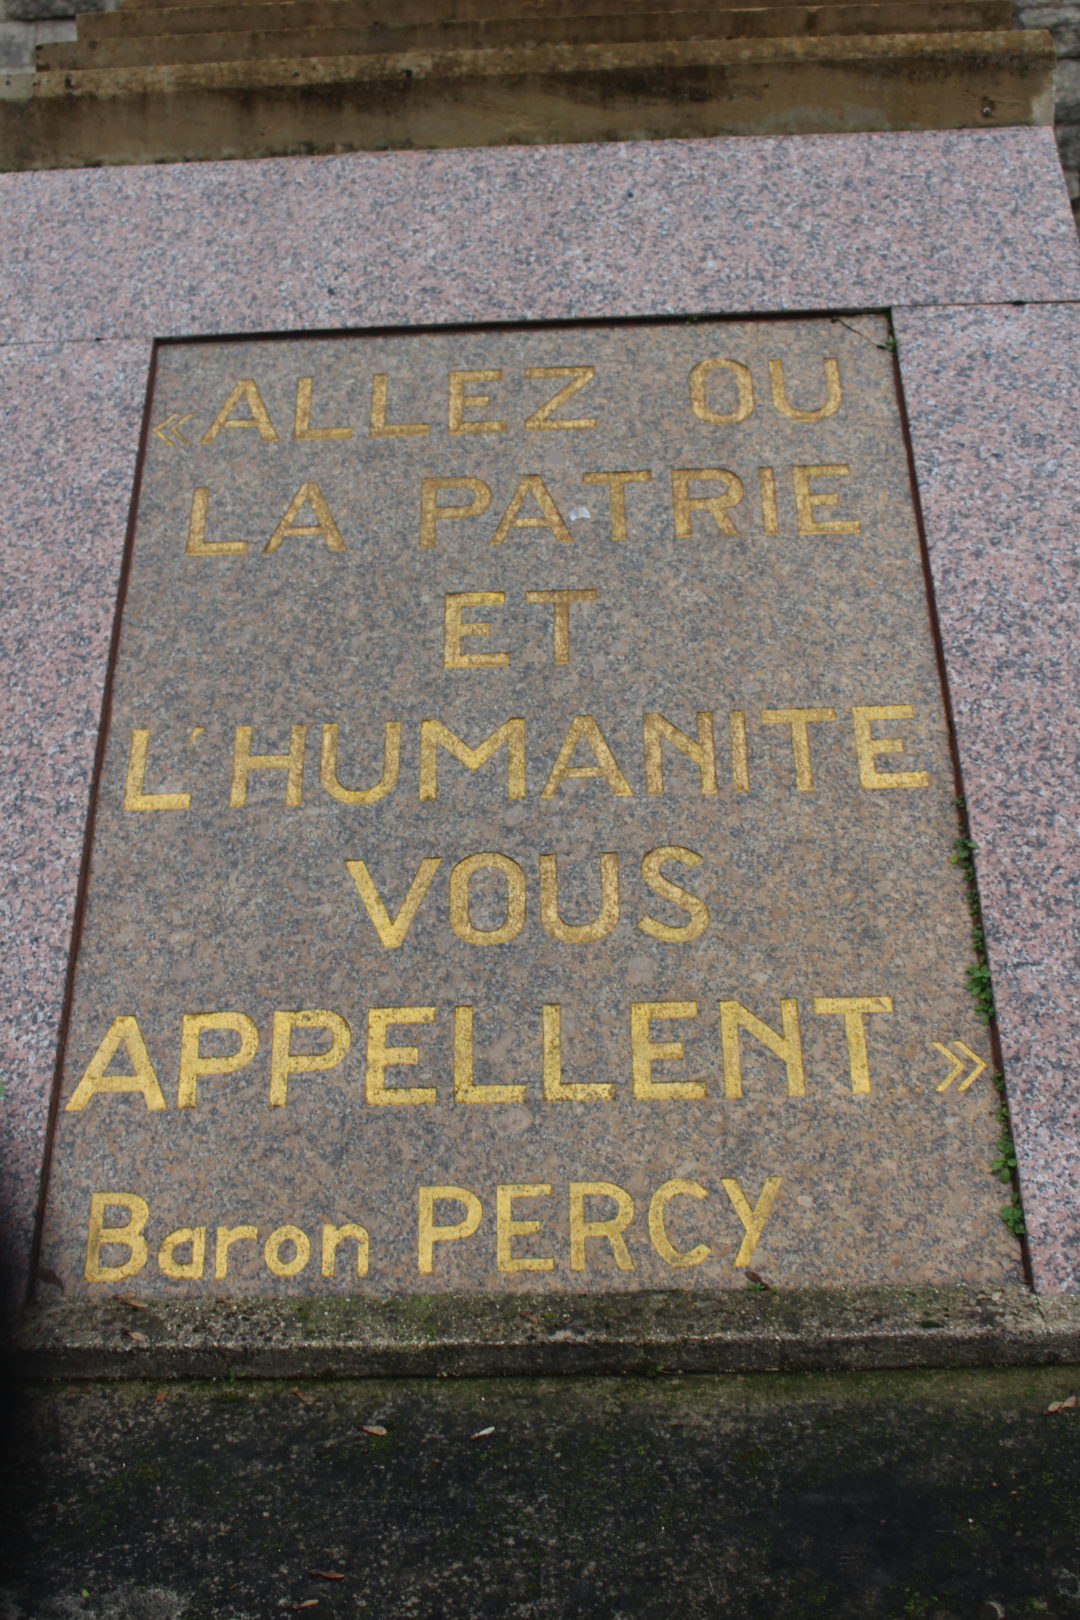 «ALLEZ OU
LA PATRIE
ET
L'HUMANITE
VOUS
APPELLENT»
Baron PERCY